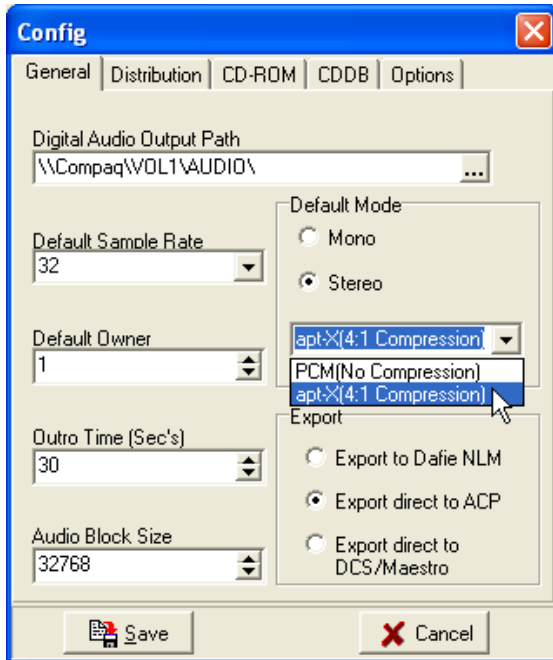 Config
General
Distribution
CD-ROM
CDDB
Options
Digital Audio Output Path
\\Compaq\VOL1\AUDIO\
...
Default Sample Rate
32
Default Mode
Mono
Stereo
Default Owner
1
apt-X(4:1 Compression)
PCM(No Compression)
apt-X(4:1 Compression)
Outro Time (Sec's)
30
Export
Export to Dafie NLM
Export direct to ACP
Export direct to
DCS/Maestro
Audio Block Size
32768
Save
Cancel